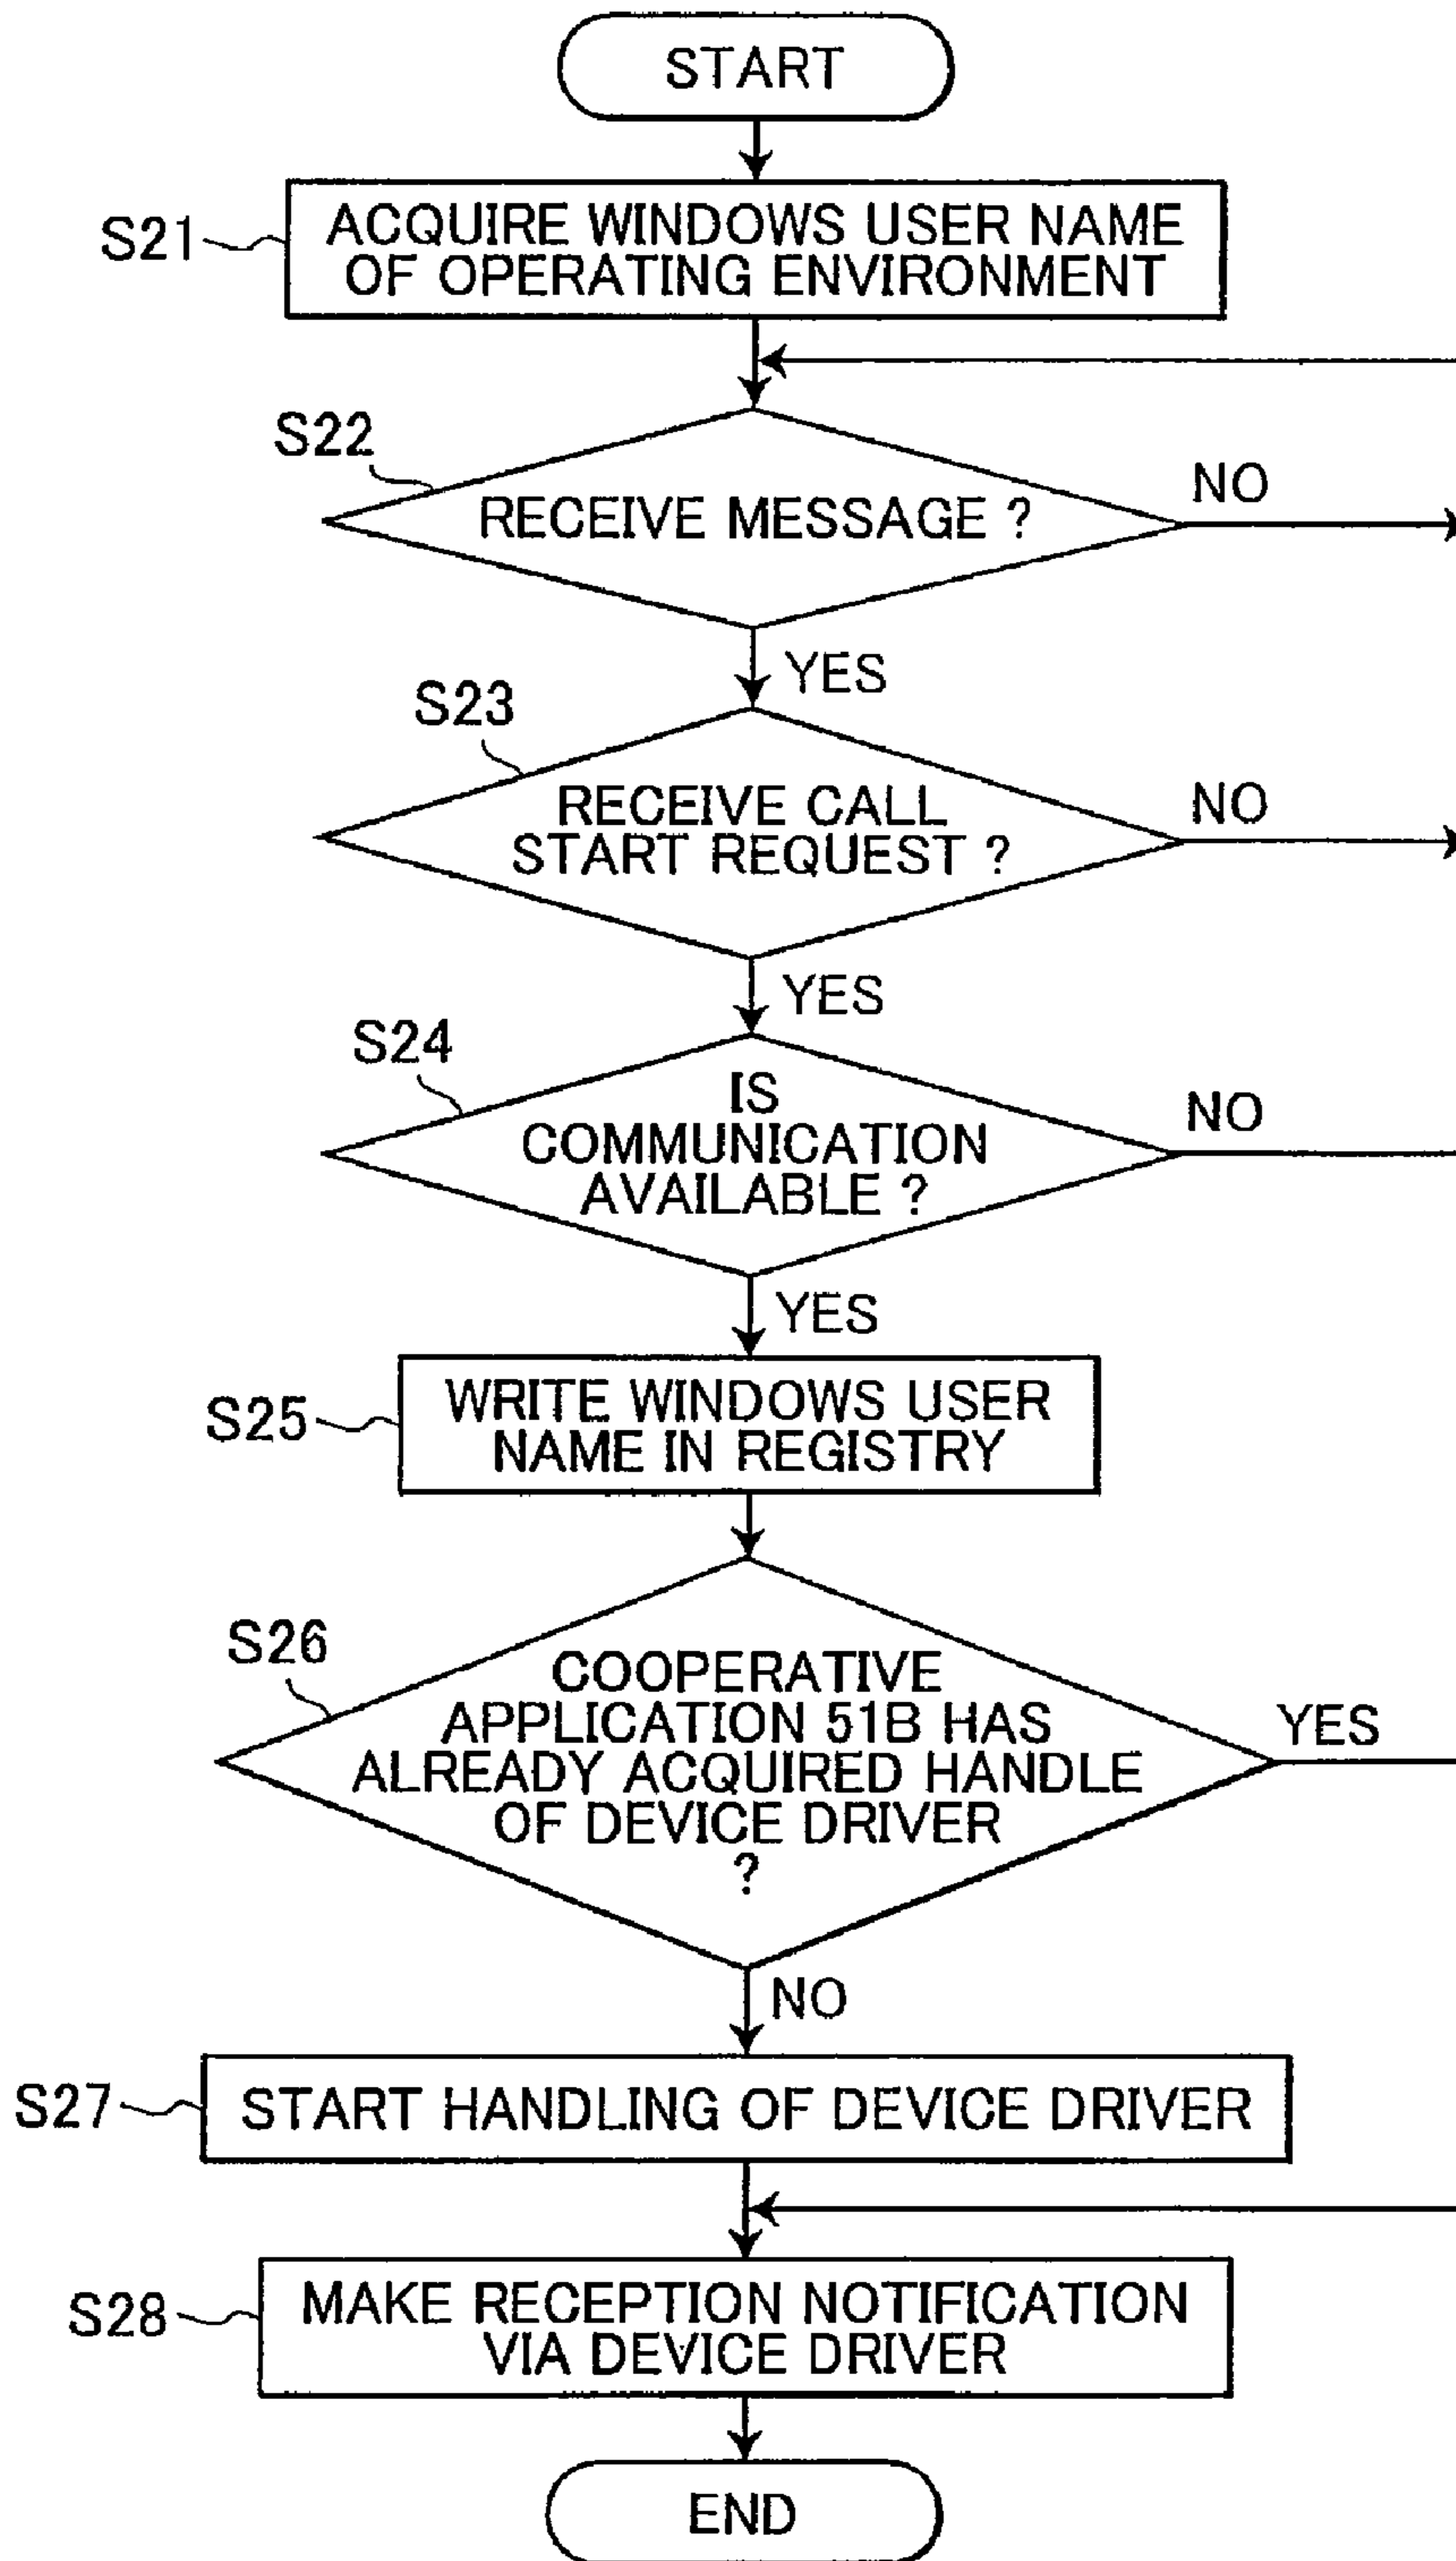 START
S21
ACQUIRE WINDOWS USER NAME
OF OPERATING ENVIRONMENT
S22
RECEIVE MESSAGE ?
NO
YES
S23
RECEIVE CALL
START REQUEST ?
NO
YES
S24
IS
COMMUNICATION
AVAILABLE ?
NO
YES
S25
WRITE WINDOWS USER
NAME IN REGISTRY
S26
COOPERATIVE
APPLICATION 51B HAS
ALREADY ACQUIRED HANDLE
OF DEVICE DRIVER
?
YES
NO
S27
START HANDLING OF DEVICE DRIVER
S28
MAKE RECEPTION NOTIFICATION
VIA DEVICE DRIVER
END